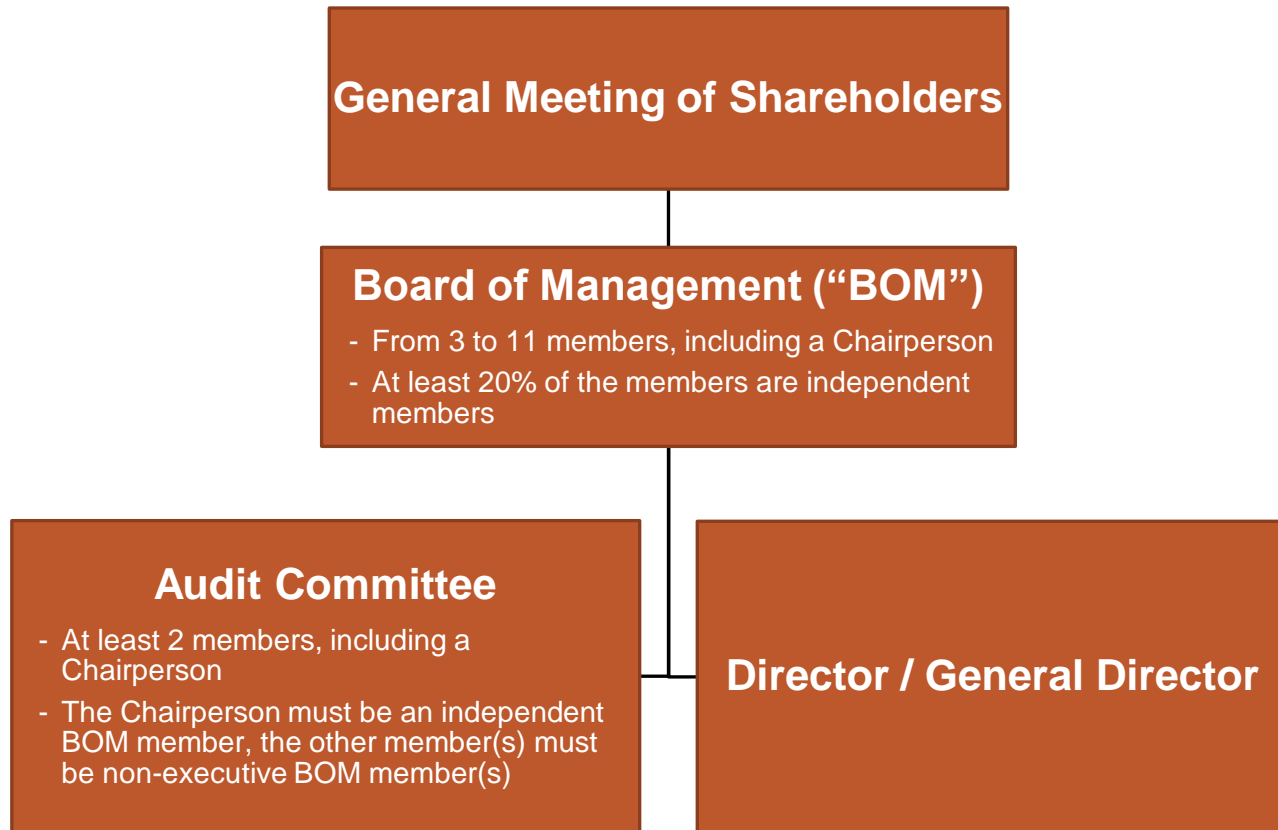 General Meeting of Shareholders
Board of Management (“BOM”)
- From 3 to 11 members, including a Chairperson
- At least 20% of the members are independent
members
Audit Committee
- At least 2 members, including a
Chairperson
- The Chairperson must be an independent
BOM member, the other member(s) must
be non-executive BOM member(s)
Director / General Director